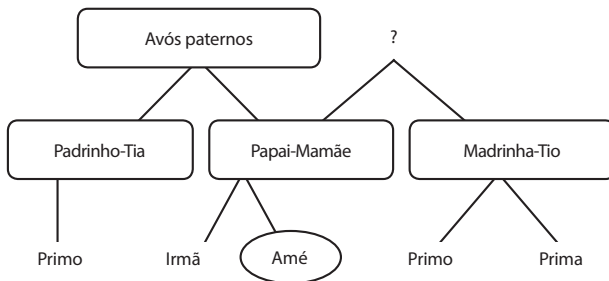 Avós paternos
?
Padrinho-Tia
Papai-Mamãe
Madrinha-Tio
Primo
Irmã
Amé
Primo
Prima